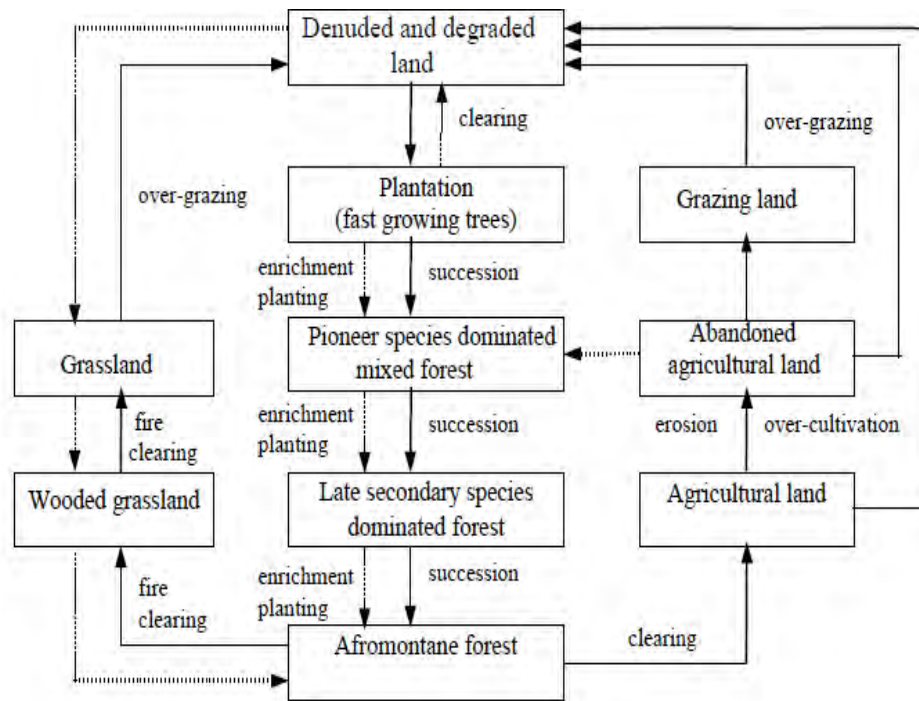 Denuded and degraded
land
clearing
over-grazing
over-grazing
Plantation
(fast growing trees)
Grazing land
enrichment
planting
succession
Grassland
Pioneer species dominated
mixed forest
Abandoned
agricultural land
fire
clearing
enrichment
planting
succession
erosion
over-cultivation
Wooded grassland
Late secondary species
dominated forest
Agricultural land
fire
clearing
enrichment
planting
succession
Afromontane forest
clearing